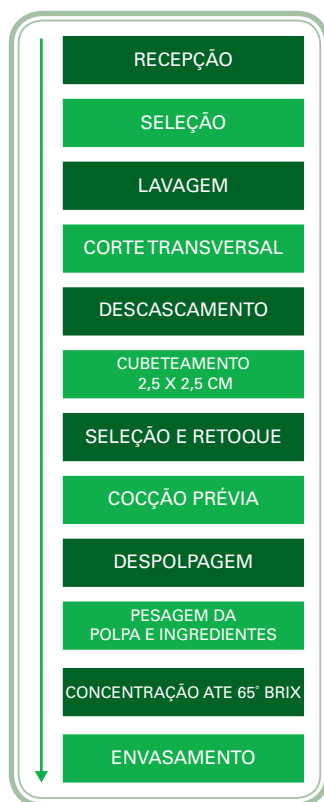 RECEPÇÃO
SELEÇÃO
LAVAGEM
CORTE TRANSVERSAL
DESCASCAMENTO
CUBETEAMENTO
2,5 X 2,5 CM
SELEÇÃO E RETOQUE
COCÇÃO PRÉVIA
DESPOLPAGEM
PESAGEM DA
POLPA E INGREDIENTES
CONCENTRAÇÃO ATE 65° BRIX
ENVASAMENTO